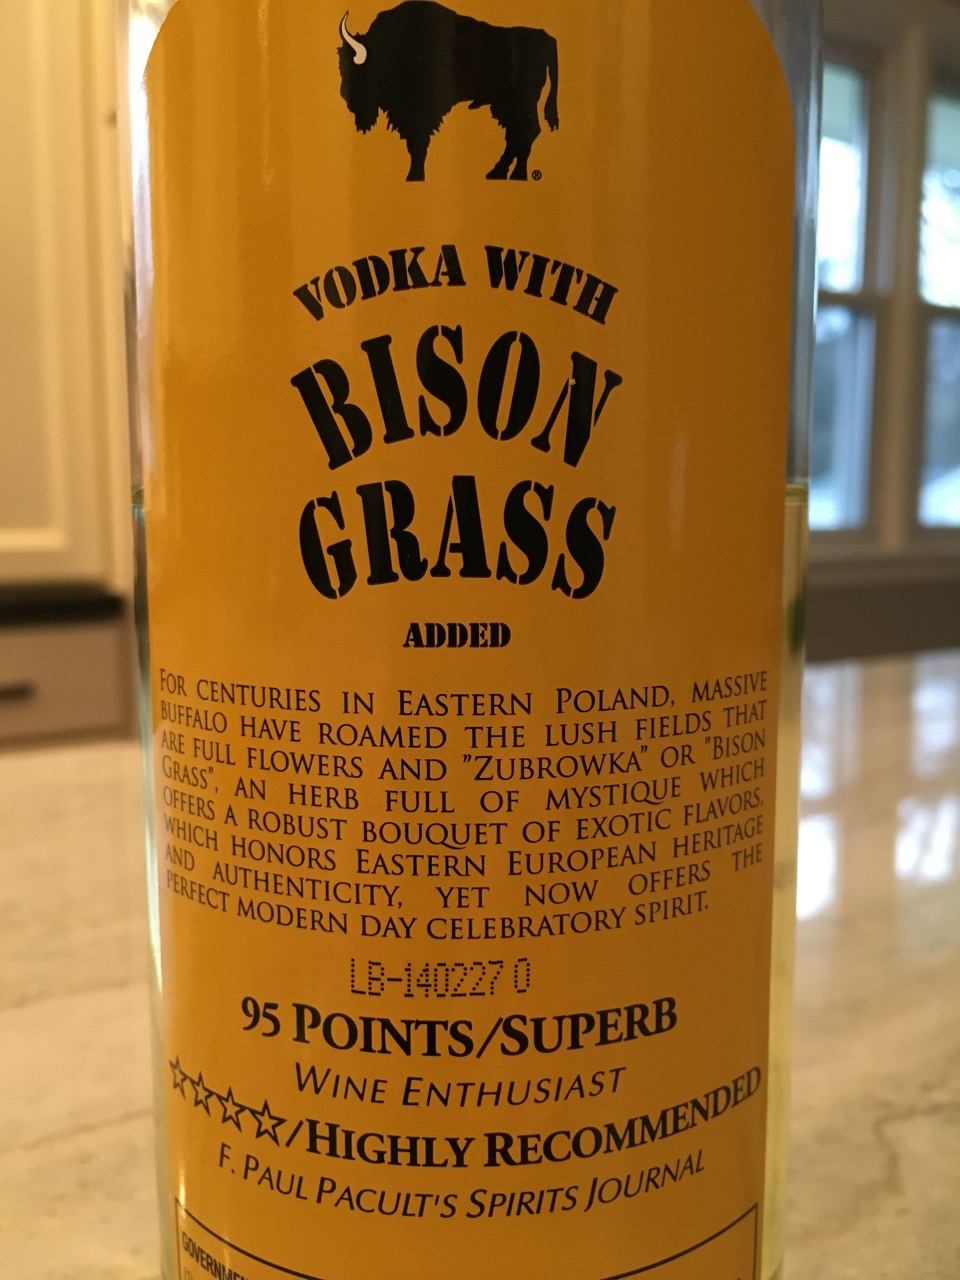 ®
VODKA WITH
BISON
GRASS
ADDED
FOR CENTURIES IN EASTERN POLAND, MASSIVE
BUFFALO HAVE ROAMED THE LUSH FIELDS THAT
ARE FULL FLOWERS AND "ZUBROWKA" OR "BISON
GRASS", AN HERB FULL OF MYSTIQUE WHICH
OFFERS A ROBUST BOUQUET OF EXOTIC FLAVORS,
WHICH HONORS EASTERN EUROPEAN HERITAGE
AND AUTHENTICITY, YET NOW OFFERS THE
PERFECT MODERN DAY CELEBRATORY SPIRIT.
LB-140227 0
95 POINTS/SUPERB
WINE ENTHUSIAST
☆☆☆☆/HIGHLY RECOMMENDED
F. PAUL PACULT'S SPIRITS JOURNAL